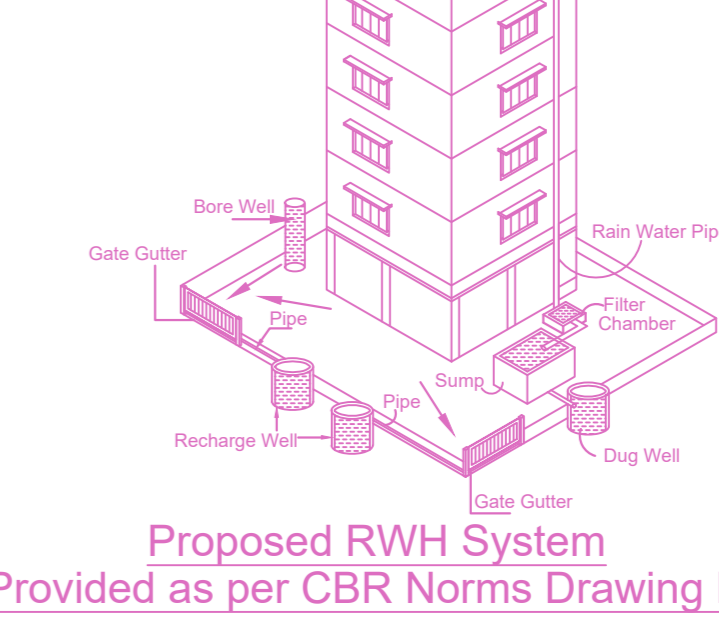 Bore Well
Rain Water Pip
Gate Gutter
Filter
Chamber
Pipe
Sump
Pipe
Recharge Well
Dug Well
Gate Gutter
Proposed RWH System
Provided as per CBR Norms Drawing